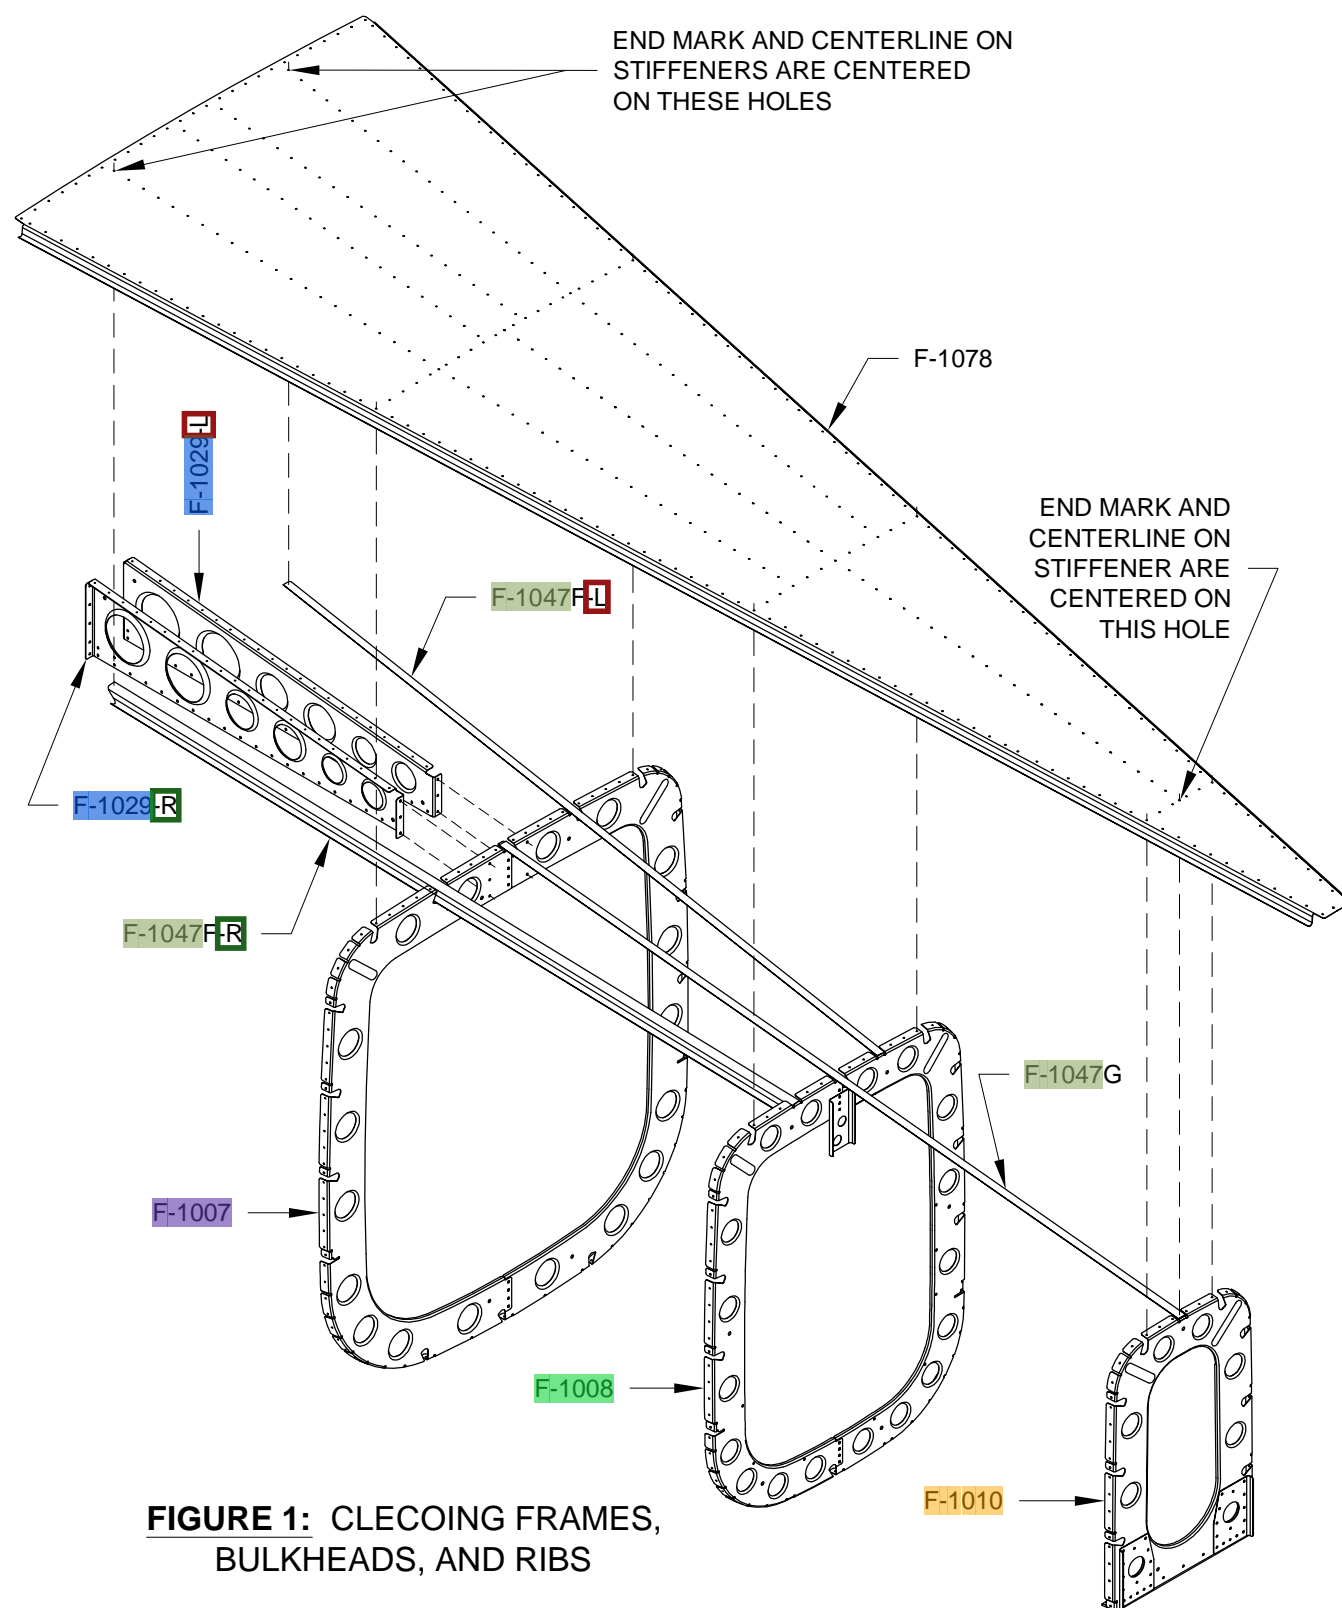 END MARK AND CENTERLINE ON
STIFFENERS ARE CENTERED
ON THESE HOLES
F-1078
F-1029-L
END MARK AND
CENTERLINE ON
STIFFENER ARE
CENTERED ON
THIS HOLE
F-1047F-L
F-1029-R
F-1047F-R
F-1047G
F-1007
F-1008
F-1010
FIGURE 1: CLECOING FRAMES,
BULKHEADS, AND RIBS